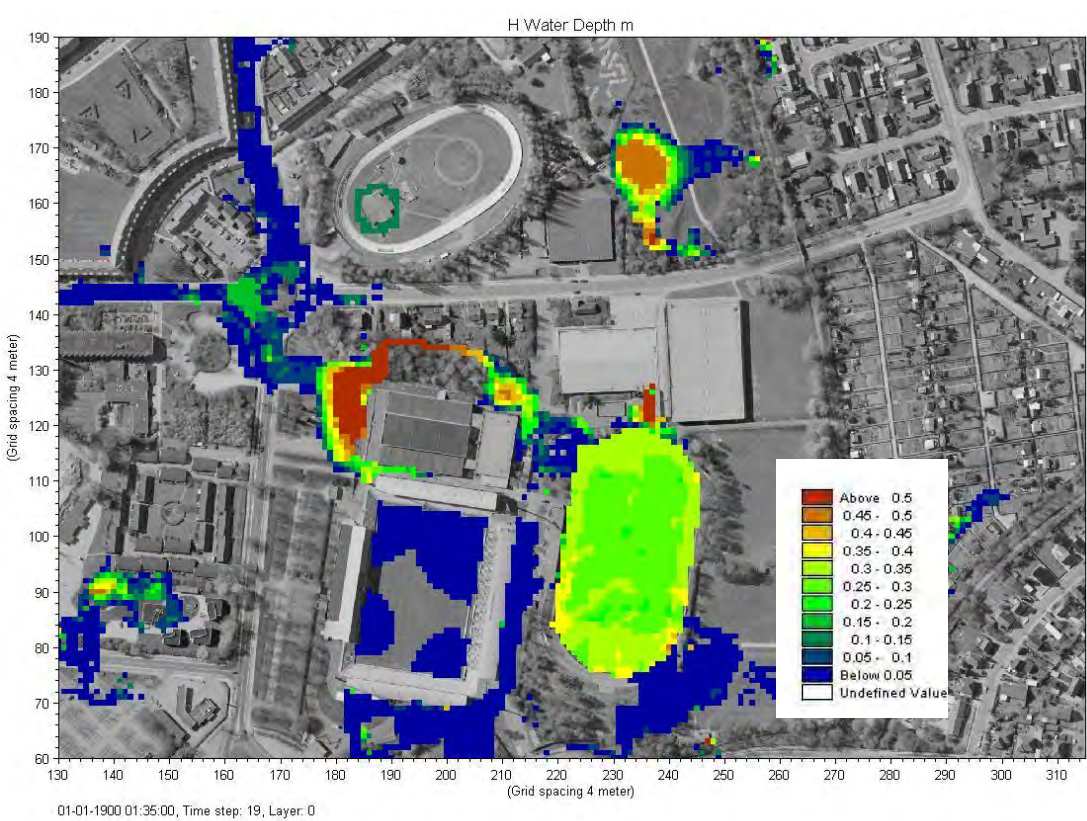 H Water Depth m
190
180
170
160
150
140
130
120
110
100
90
80
70
60
(Grid spacing 4 meter)
130 140 150 160 170 180 190 200 210 220 230 240 250 260 270 280 290 300 310
(Grid spacing 4 meter)
Above 0.5
0.45 - 0.5
0.4 - 0.45
0.35 - 0.4
0.3 - 0.35
0.25 - 0.3
0.2 - 0.25
0.15 - 0.2
0.1 - 0.15
0.05 - 0.1
Below 0.05
Undefined Value
01-01-1900 01:35:00, Time step: 19, Layer: 0